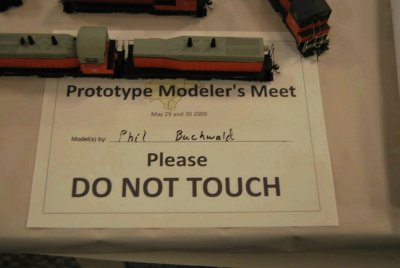 Prototype Modeler's Meet
May 29 and 30 2009
Model(s) by: Phil Buchwald
Please
DO NOT TOUCH